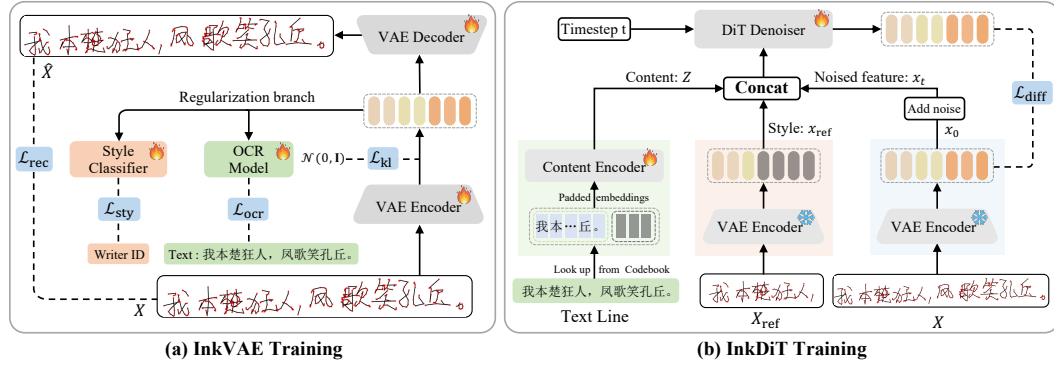 我本楚狂人,风歌笑孔丘。
X̂
VAE Decoder
Regularization branch
Style Classifier
OCR Model
𝒩(0, I)
ℒkl
ℒrec
ℒsty
ℒocr
VAE Encoder
Writer ID
Text : 我本楚狂人，凤歌笑孔丘。
X
我本楚狂人,风歌笑孔丘。
(a) InkVAE Training
Timestep t
DiT Denoiser
Content: Z
Concat
Noised feature: xt
ℒdiff
Add noise
Style: xref
x0
Content Encoder
Padded embeddings
我本···丘。
VAE Encoder
VAE Encoder
Look up from Codebook
我本楚狂人，凤歌笑孔丘。
我本楚狂人,
我本楚狂人,风歌笑孔丘。
Text Line
Xref
X
(b) InkDiT Training